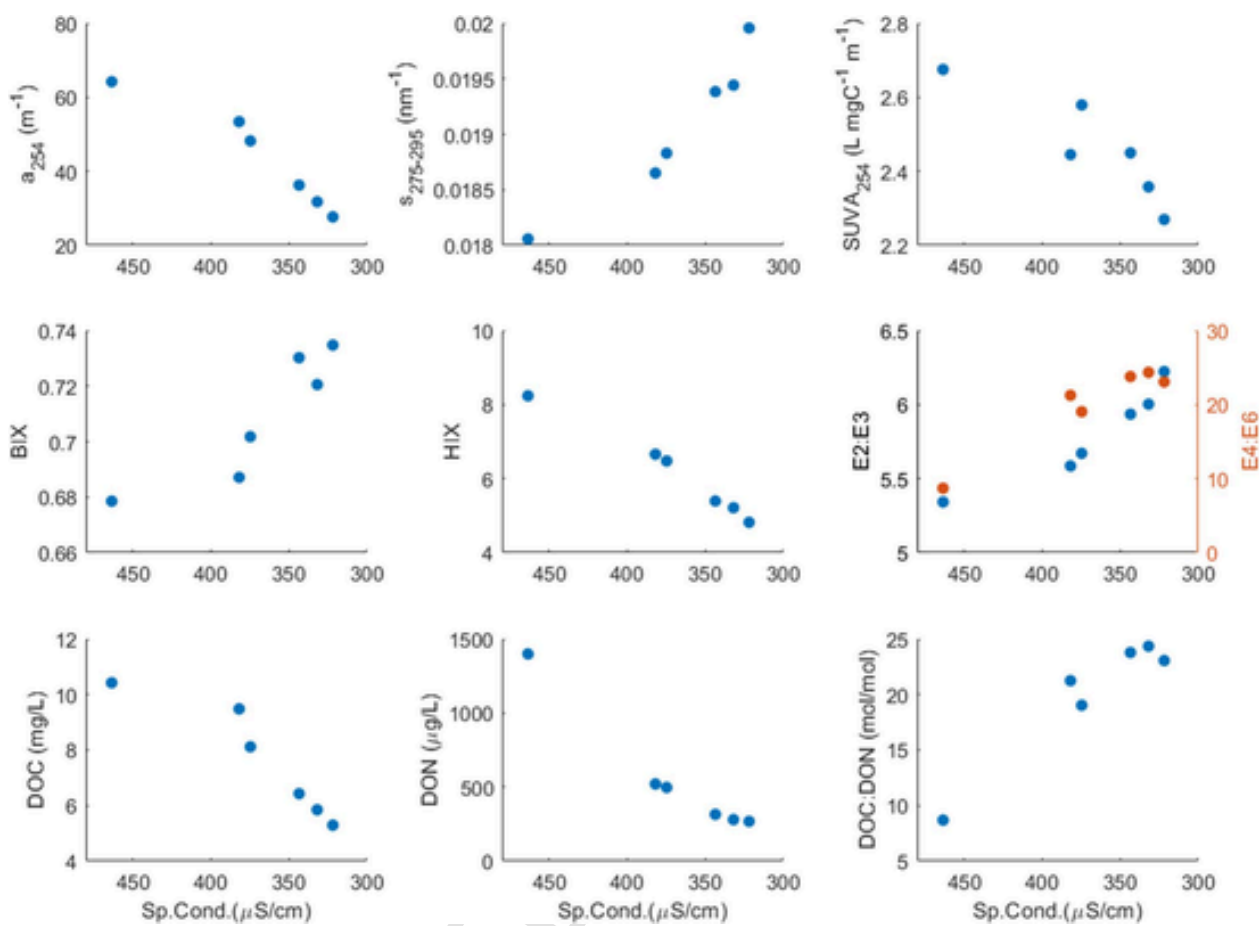 80
60
40
20
a254 (m-1)
450 400 350 300
0.02
0.0195
0.019
0.0185
0.018
s275-295 (nm-1)
450 400 350 300
2.8
2.6
2.4
2.2
SUVA254 (L mgC-1 m-1)
450 400 350 300
0.74
0.72
0.7
0.68
0.66
BIX
450 400 350 300
10
8
6
4
HIX
450 400 350 300
6.5
6
5.5
5
E2:E3
30
20
10
0
E4:E6
450 400 350 300
12
10
8
6
4
DOC (mg/L)
450 400 350 300
Sp.Cond.(μS/cm)
1500
1000
500
0
DON (μg/L)
450 400 350 300
Sp.Cond.(μS/cm)
25
20
15
10
5
DOC:DON (mol/mol)
450 400 350 300
Sp.Cond.(μS/cm)